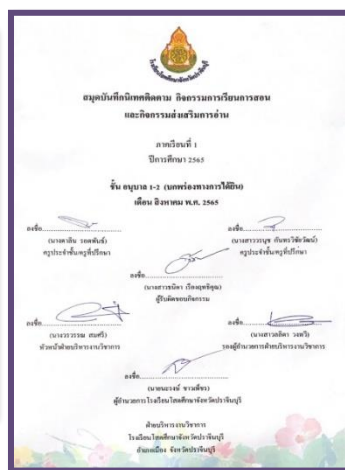 สมุดบันทึกนิเทศติดตาม กิจกรรมการเรียนการสอน
และกิจกรรมส่งเสริมการอ่าน
ภาคเรียนที่ 1
ปีการศึกษา 2565
ชั้น อนุบาล 1-2 (บกพร่องทางการได้ยิน)
เดือน สิงหาคม พ.ศ. 2565
ลงชื่อ
ครูประจำชั้น/ครูที่ปรึกษา
ลงชื่อ
ครูประจำชั้น/ครูที่ปรึกษา
ลงชื่อ
ผู้รับผิดชอบกิจกรรม
ลงชื่อ
หัวหน้าฝ่ายบริหารงานวิชาการ
ลงชื่อ
รองผู้อำนวยการฝ่ายบริหารงานวิชาการ
ลงชื่อ
ผู้อำนวยการโรงเรียนโสตศึกษาจังหวัดปราจีนบุรี
ฝ่ายบริหารงานวิชาการ
โรงเรียนโสตศึกษาจังหวัดปราจีนบุรี
อำเภอเมือง จังหวัดปราจีนบุรี